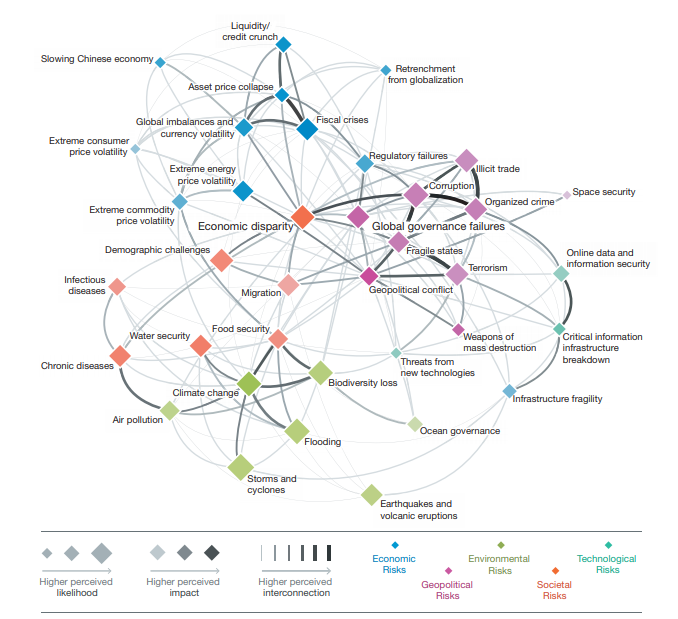 Liquidity/
credit crunch
Slowing Chinese economy
Retrenchment
from globalization
Asset price collapse
Global imbalances and
currency volatility
Fiscal crises
Extreme consumer
price volatility
Regulatory failures
Illicit trade
Extreme energy
price volatility
Corruption
Space security
Organized crime
Extreme commodity
price volatility
Economic disparity
Global governance failures
Demographic challenges
Fragile states
Online data and
information security
Terrorism
Infectious
diseases
Migration
Geopolitical conflict
Water security
Food security
Weapons of
mass destruction
Critical information
infrastructure
breakdown
Chronic diseases
Threats from
new technologies
Climate change
Biodiversity loss
Infrastructure fragility
Air pollution
Ocean governance
Flooding
Storms and
cyclones
Earthquakes and
volcanic eruptions
Higher perceived
likelihood
Higher perceived
impact
Higher perceived
interconnection
Economic
Risks
Geopolitical
Risks
Environmental
Risks
Societal
Risks
Technological
Risks